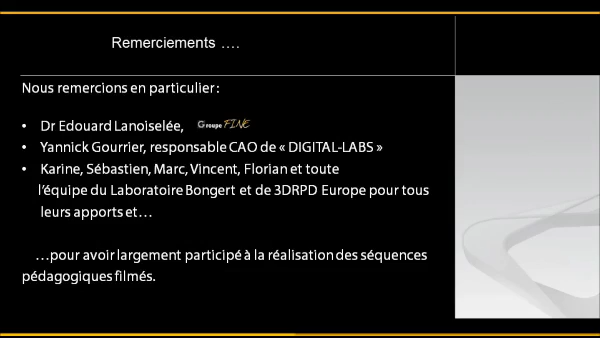 Remerciements ….
Nous remercions en particulier :
• Dr Edouard Lanoiselée, Groupe FINE
• Yannick Gourrier, responsable CAO de « DIGITAL-LABS »
• Karine, Sébastien, Marc, Vincent, Florian et toute
l'équipe du Laboratoire Bongert et de 3DRPD Europe pour tous
leurs apports et…
…pour avoir largement participé à la réalisation des séquences
pédagogiques filmés.